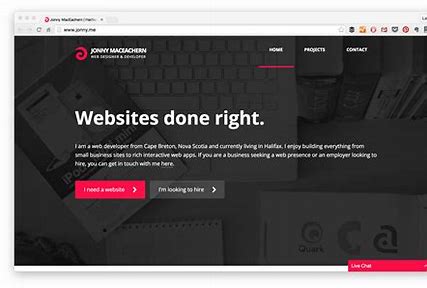 Jonny MacEachern | Halifax
www.jonny.me
JONNY MACEACHERN
WEB DESIGNER & DEVELOPER
HOME
PROJECTS
CONTACT
Websites done right.
I am a web developer from Cape Breton, Nova Scotia and currently living in Halifax. I enjoy building everything from
small business sites to rich interactive web apps. If you are a business seeking a web presence or an employer looking to
hire, you can get in touch with me here.
I need a website
I'm looking to hire
iPod mini
Quark
Live Chat